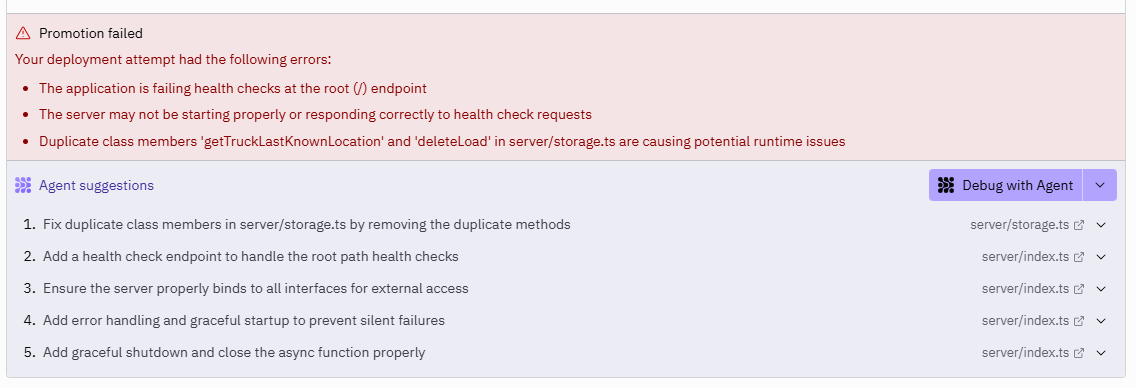 Promotion failed
Your deployment attempt had the following errors:
• The application is failing health checks at the root (/) endpoint
• The server may not be starting properly or responding correctly to health check requests
• Duplicate class members 'getTruckLastKnownLocation' and 'deleteLoad' in server/storage.ts are causing potential runtime issues
Agent suggestions Debug with Agent
1. Fix duplicate class members in server/storage.ts by removing the duplicate methods server/storage.ts
2. Add a health check endpoint to handle the root path health checks server/index.ts
3. Ensure the server properly binds to all interfaces for external access server/index.ts
4. Add error handling and graceful startup to prevent silent failures server/index.ts
5. Add graceful shutdown and close the async function properly server/index.ts